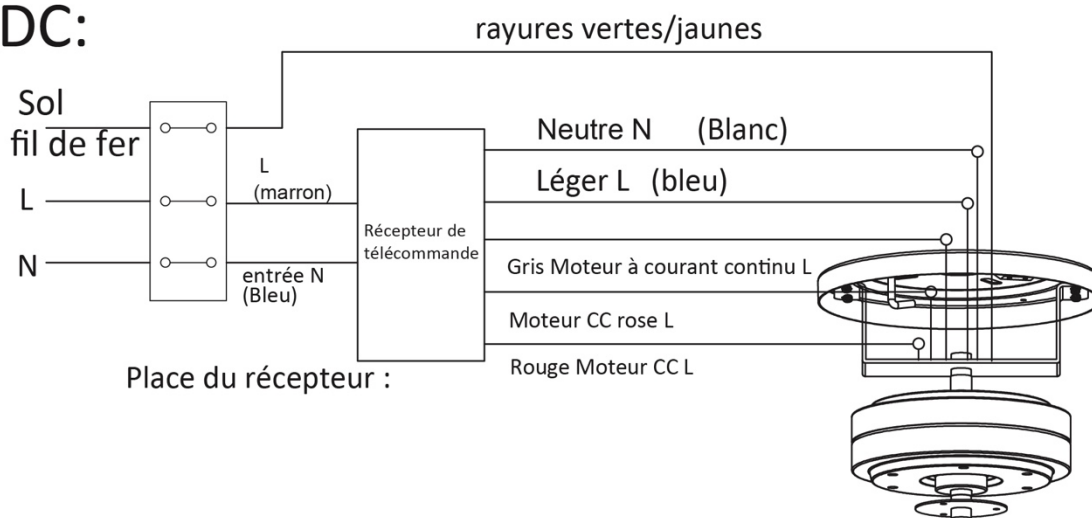 DC:
rayures vertes/jaunes
Sol
fil de fer
L
N
L
(marron)
entrée N
(Bleu)
Récepteur de
télécommande
Neutre N (Blanc)
Léger L (bleu)
Gris Moteur à courant continu L
Moteur CC rose L
Rouge Moteur CC L
Place du récepteur :